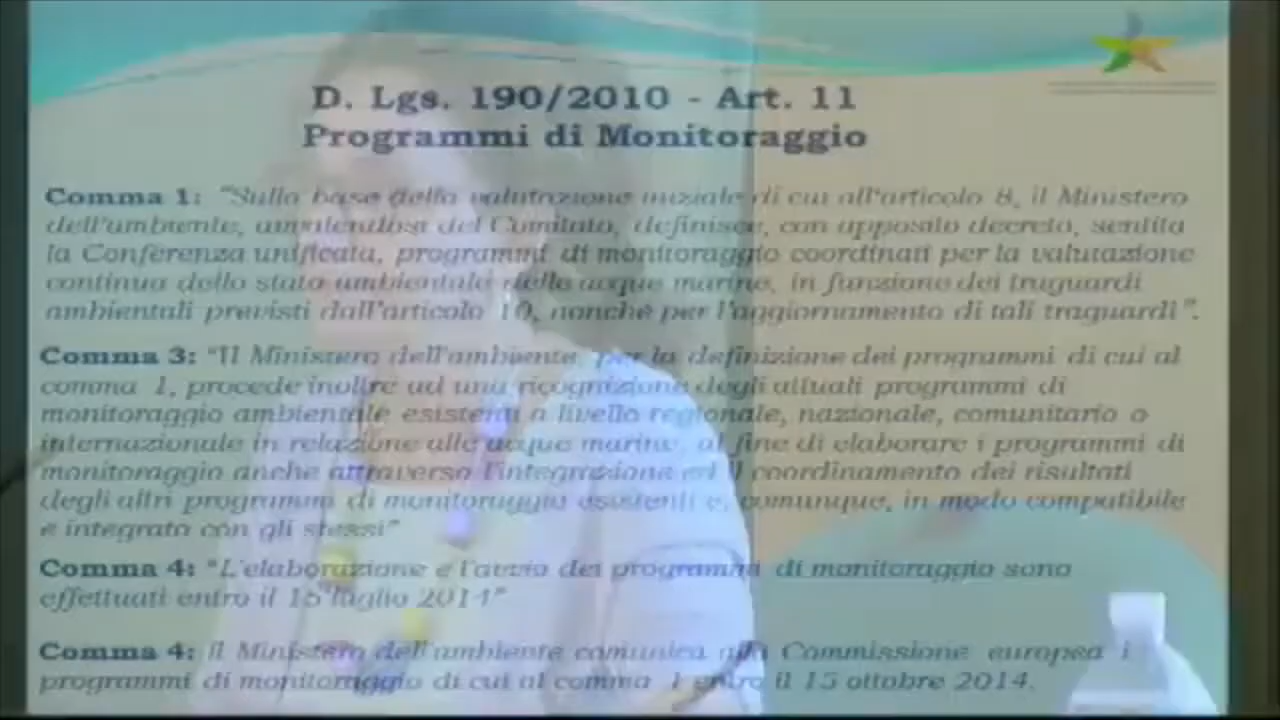 D. Lgs. 190/2010 - Art. 11
Programmi di Monitoraggio
Comma 1: "Sulla base della valutazione iniziale di cui all'articolo 8, il Ministero
dell'ambiente, avvalendosi del Comitato, definisce, con apposito decreto, sentita
la Conferenza unificata, programmi di monitoraggio coordinati per la valutazione
continua dello stato ambientale delle acque marine, in funzione dei traguardi
ambientali previsti dall'articolo 10, nonché per l'aggiornamento di tali traguardi".
Comma 3: "Il Ministero dell'ambiente, per la definizione dei programmi di cui al
comma 1, procede inoltre ad una ricognizione degli attuali programmi di
monitoraggio ambientale esistenti a livello regionale, nazionale, comunitario o
internazionale in relazione alle acque marine, al fine di elaborare i programmi di
monitoraggio anche attraverso l'integrazione ed il coordinamento dei risultati
degli altri programmi di monitoraggio esistenti e, comunque, in modo compatibile
e integrato con gli stessi"
Comma 4: "L'elaborazione e l'avvio dei programmi di monitoraggio sono
effettuati entro il 15 luglio 2014"
Comma 4: Il Ministero dell'ambiente comunica alla Commissione europea i
programmi di monitoraggio di cui al comma 1 entro il 15 ottobre 2014.